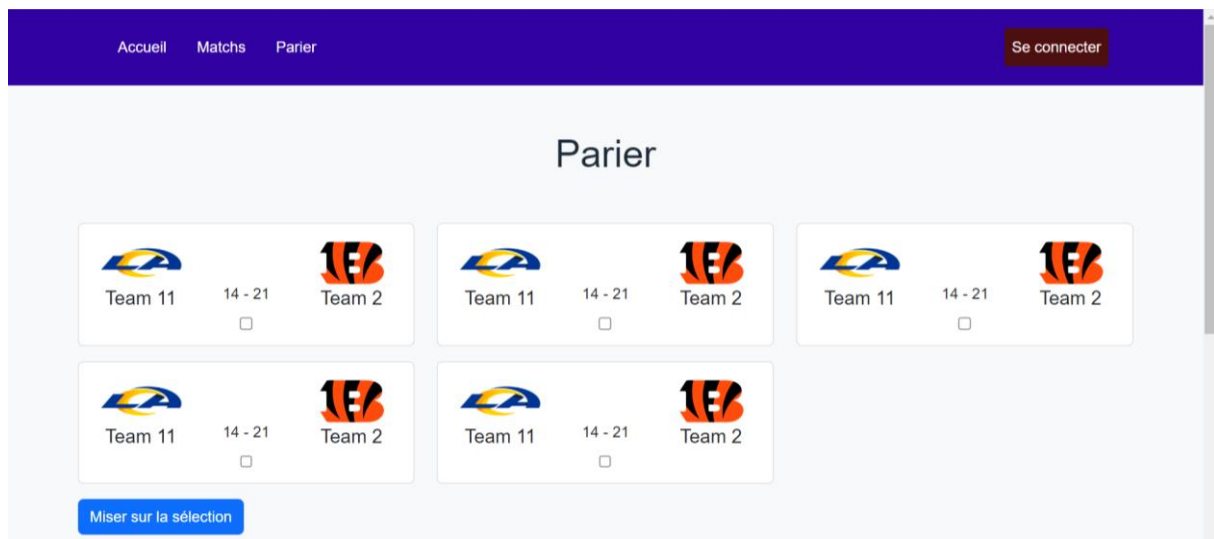 Accueil Matchs Parier Se connecter
Parier
Team 11 14 - 21 Team 2
Team 11 14 - 21 Team 2
Team 11 14 - 21 Team 2
Team 11 14 - 21 Team 2
Team 11 14 - 21 Team 2
Miser sur la sélection